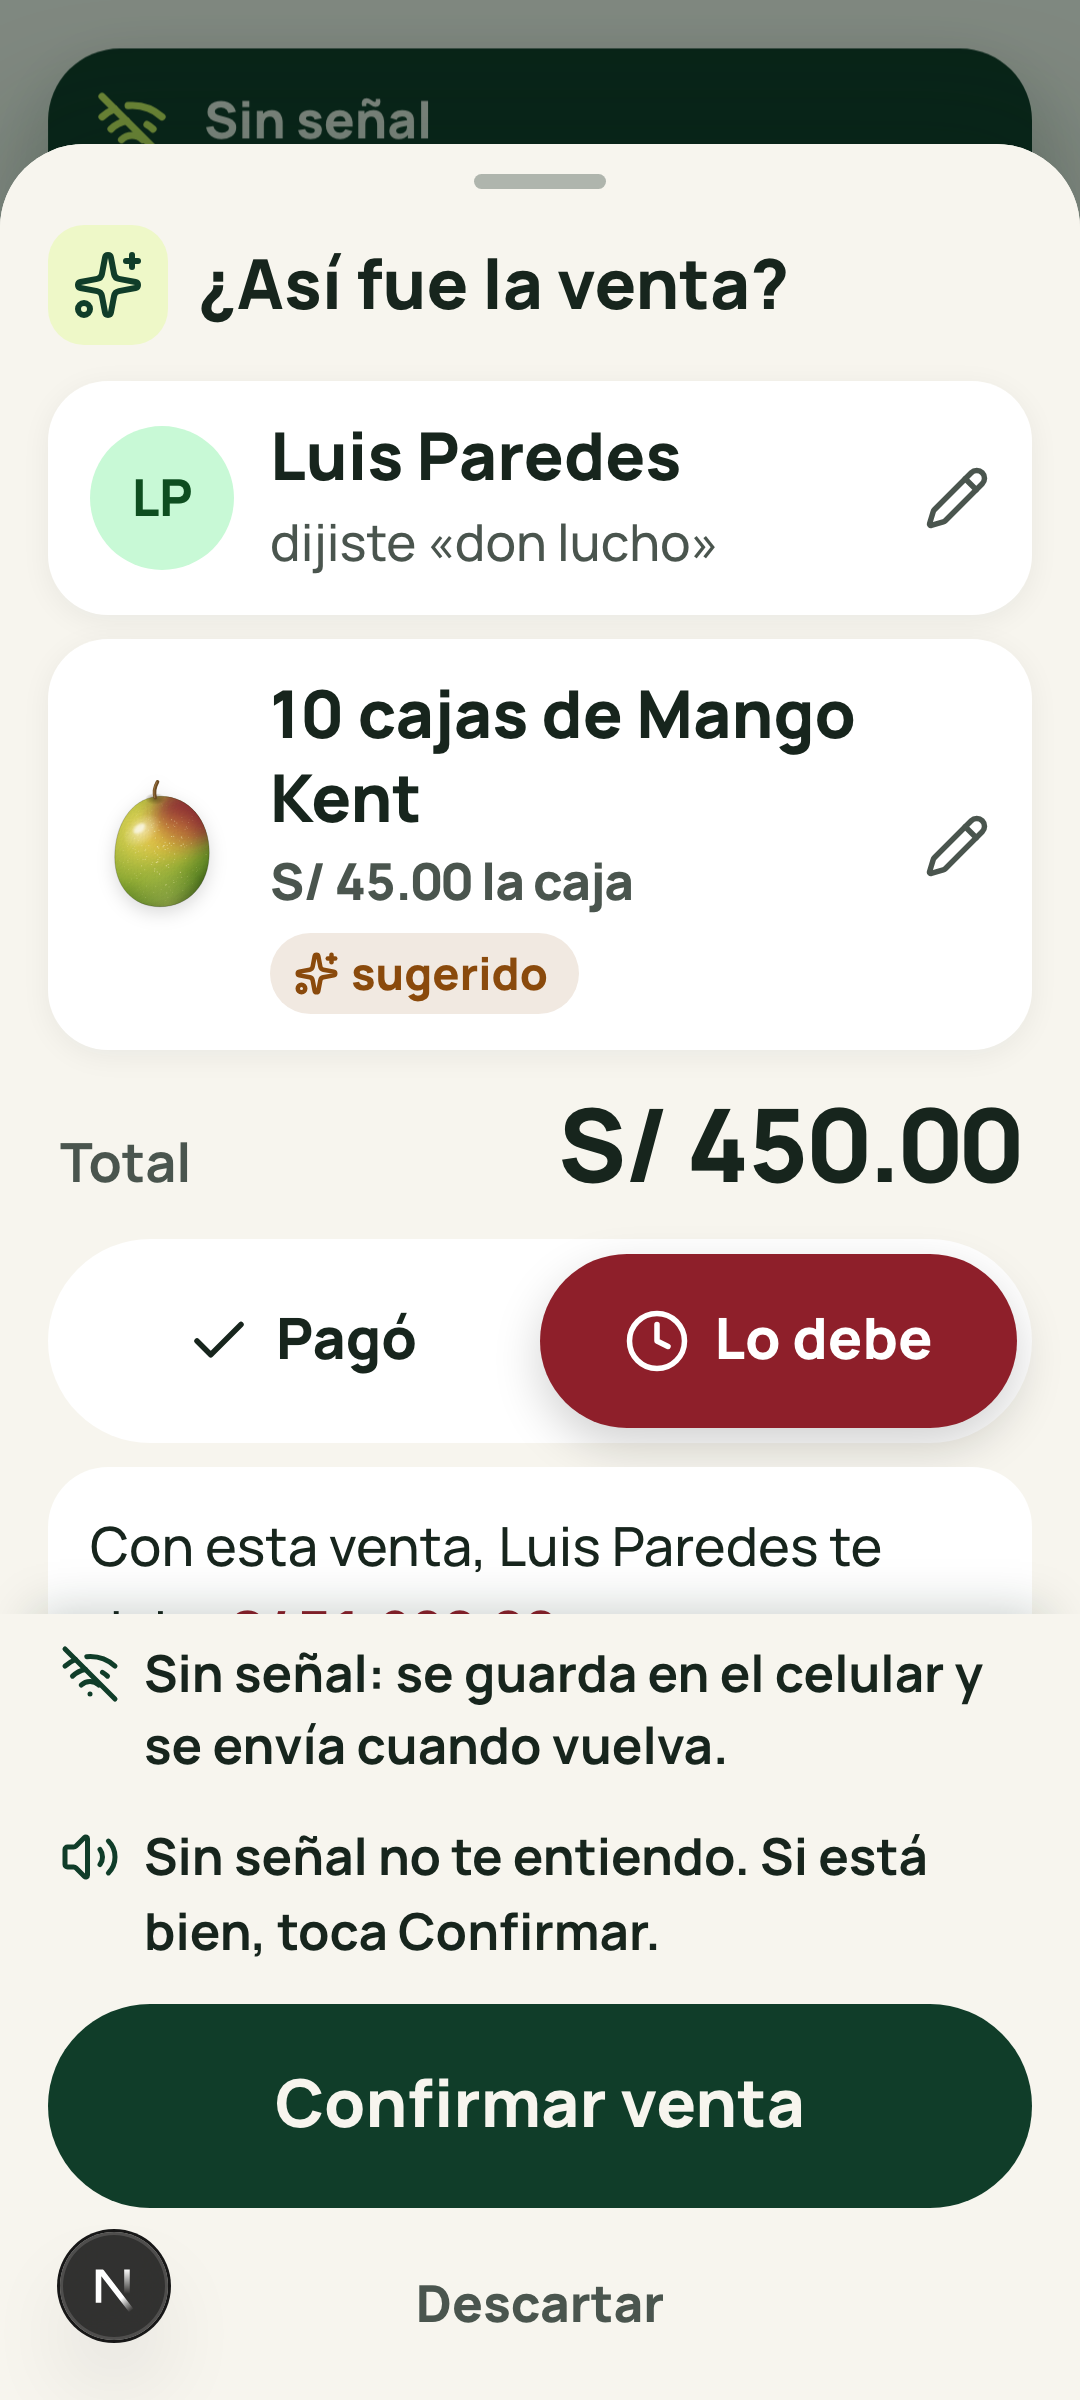 Sin señal
¿Así fue la venta?
LP
Luis Paredes
dijiste «don lucho»
10 cajas de Mango
Kent
S/ 45.00 la caja
sugerido
Total
S/ 450.00
Pagó
Lo debe
Con esta venta, Luis Paredes te
Sin señal: se guarda en el celular y
se envía cuando vuelva.
Sin señal no te entiendo. Si está
bien, toca Confirmar.
Confirmar venta
N
Descartar